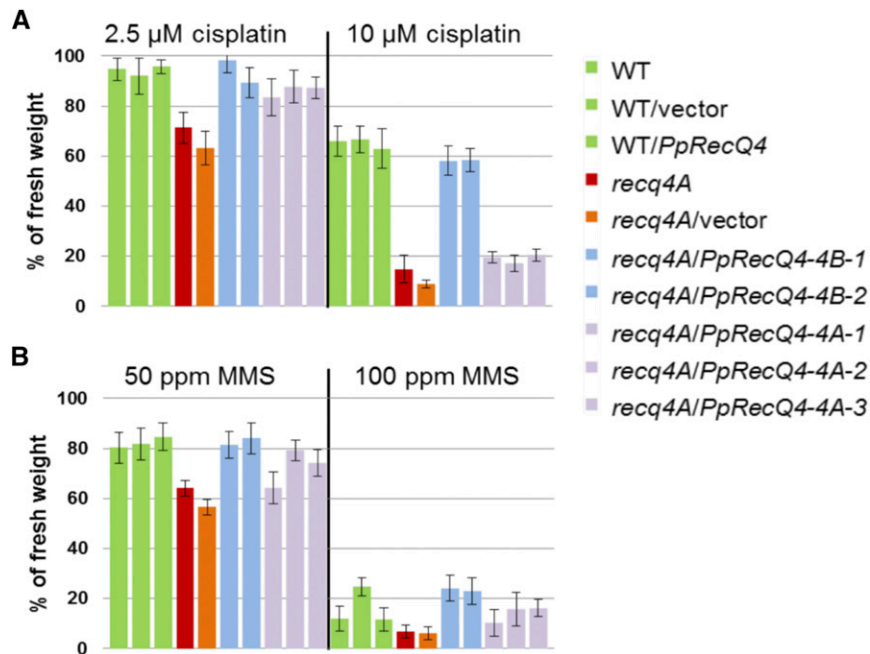 A
2.5 µM cisplatin
10 µM cisplatin
% of fresh weight
100
80
60
40
20
0
B
50 ppm MMS
100 ppm MMS
% of fresh weight
100
80
60
40
20
0
WT
WT/vector
WT/PpRecQ4
recq4A
recq4A/vector
recq4A/PpRecQ4-4B-1
recq4A/PpRecQ4-4B-2
recq4A/PpRecQ4-4A-1
recq4A/PpRecQ4-4A-2
recq4A/PpRecQ4-4A-3